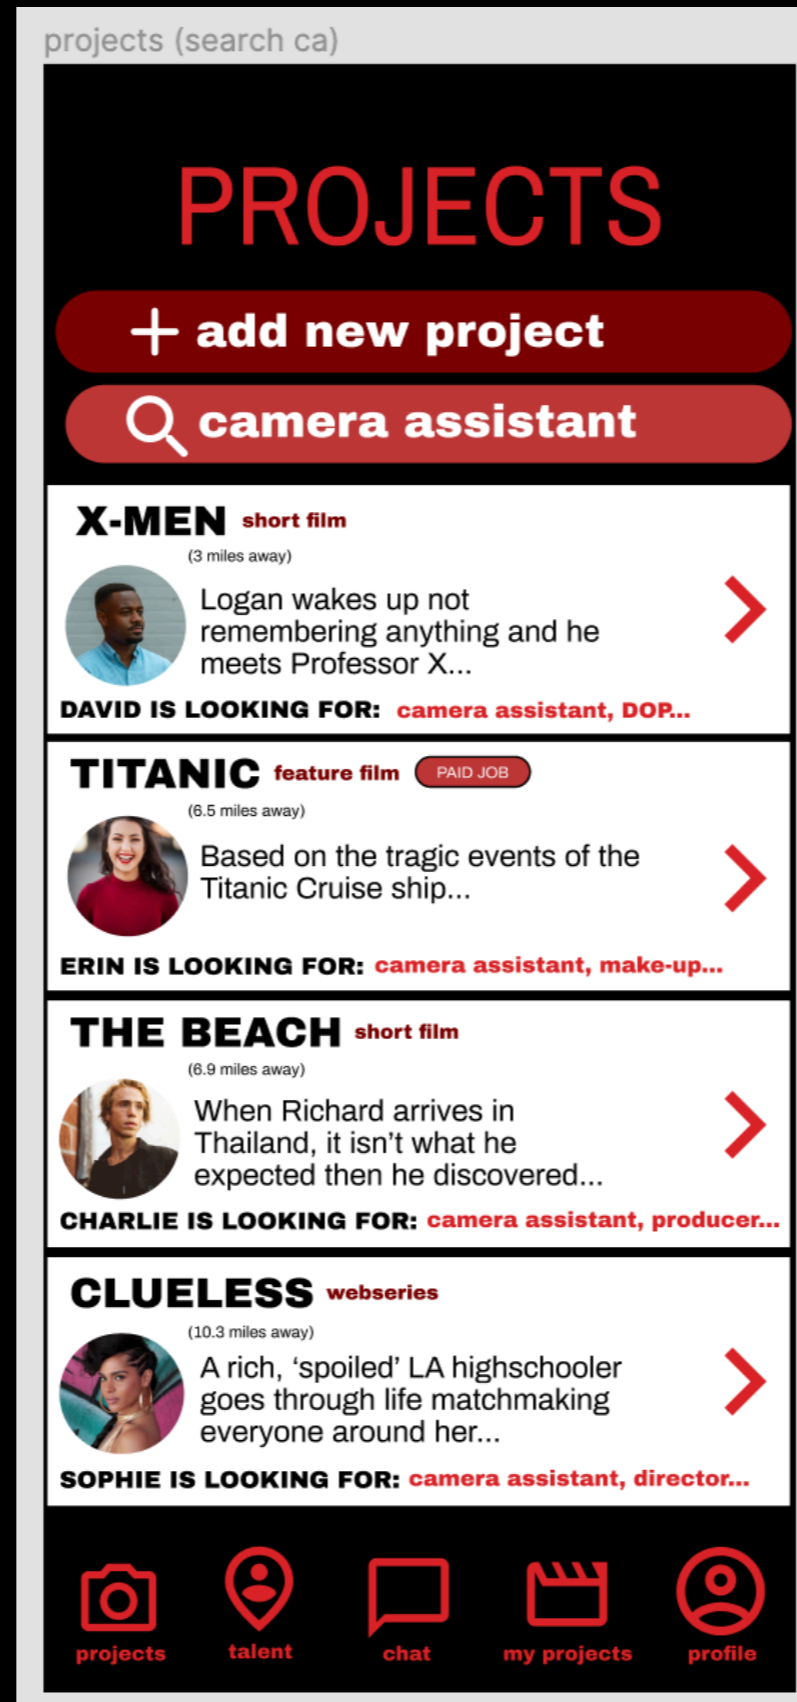 projects (search ca)
PROJECTS
add new project
camera assistant
X-MEN short film
(3 miles away)
Logan wakes up not
remembering anything and he
meets Professor X...
DAVID IS LOOKING FOR: camera assistant, DOP...
TITANIC feature film PAID JOB
(6.5 miles away)
Based on the tragic events of the
Titanic Cruise ship...
ERIN IS LOOKING FOR: camera assistant, make-up...
THE BEACH short film
(6.9 miles away)
When Richard arrives in
Thailand, it isn’t what he
expected then he discovered...
CHARLIE IS LOOKING FOR: camera assistant, producer...
CLUELESS webseries
(10.3 miles away)
A rich, ‘spoiled’ LA highschooler
goes through life matchmaking
everyone around her...
SOPHIE IS LOOKING FOR: camera assistant, director...
projects talent chat my projects profile